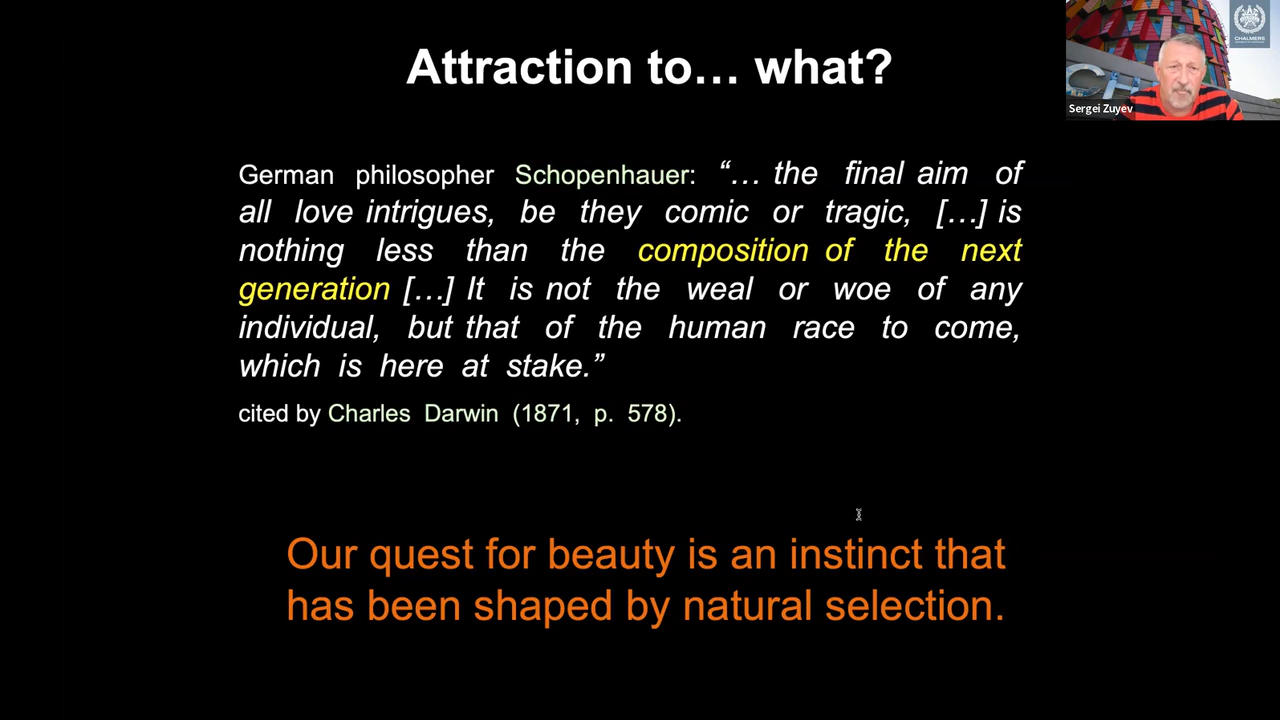 Attraction to… what?
German philosopher Schopenhauer: “… the final aim of
all love intrigues, be they comic or tragic, […] is
nothing less than the composition of the next
generation […] It is not the weal or woe of any
individual, but that of the human race to come,
which is here at stake.”
cited by Charles Darwin (1871, p. 578).
Our quest for beauty is an instinct that
has been shaped by natural selection.
CHALMERS
Sergei Zuyev